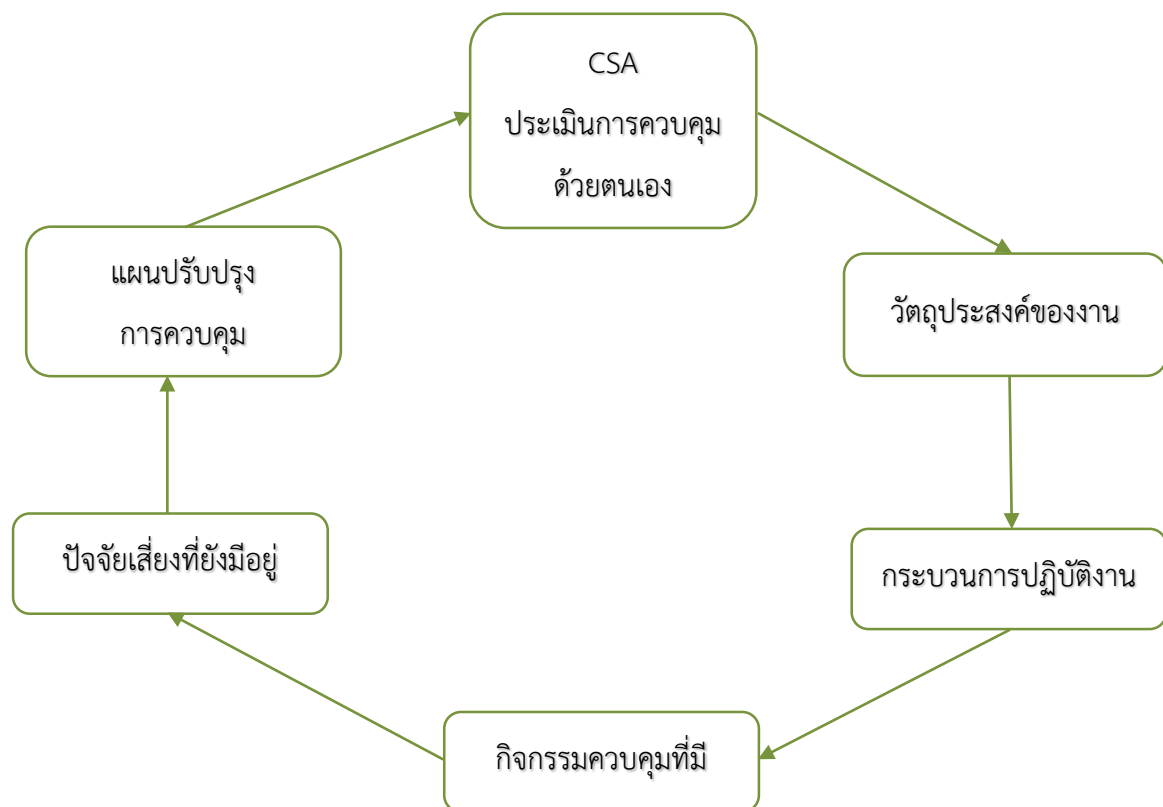 CSA
ประเมินการควบคุม
ด้วยตนเอง
วัตถุประสงค์ของงาน
กระบวนการปฏิบัติงาน
กิจกรรมควบคุมที่มี
ปัจจัยเสี่ยงที่ยังมีอยู่
แผนปรับปรุง
การควบคุม